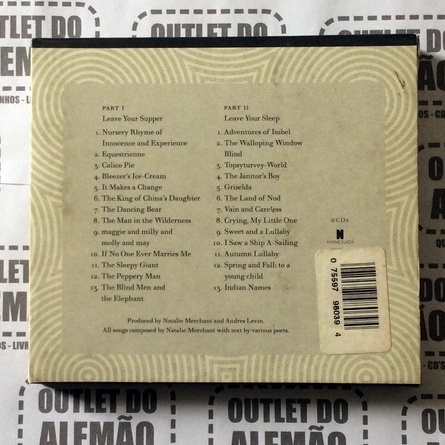 OUTLET DO
ALEMÃO
PART I
Leave Your Supper
1. Nursery Rhyme of
Innocence and Experience
2. Equestrienne
3. Calico Pie
4. Bleezer's Ice-Cream
5. It Makes a Change
6. The King of China's Daughter
7. The Dancing Bear
8. The Man in the Wilderness
9. maggie and milly and
molly and may
10. If No One Ever Marries Me
11. The Sleepy Giant
12. The Peppery Man
13. The Blind Men and
the Elephant
PART II
Leave Your Sleep
1. Adventures of Isabel
2. The Walloping Window
Blind
3. Topsyturvey-World
4. The Janitor's Boy
5. Griselda
6. The Land of Nod
7. Vain and Careless
8. Crying, My Little One
9. Sweet and a Lullaby
10. I Saw a Ship A-Sailing
11. Autumn Lullaby
12. Spring and Fall: to a
young child
13. Indian Names
2CDs
N
NONESUCH
0 75597 98039 4
Produced by Natalie Merchant and Andres Levin.
All songs composed by Natalie Merchant with text by various poets.
OUTLET DO
ALEMÃO